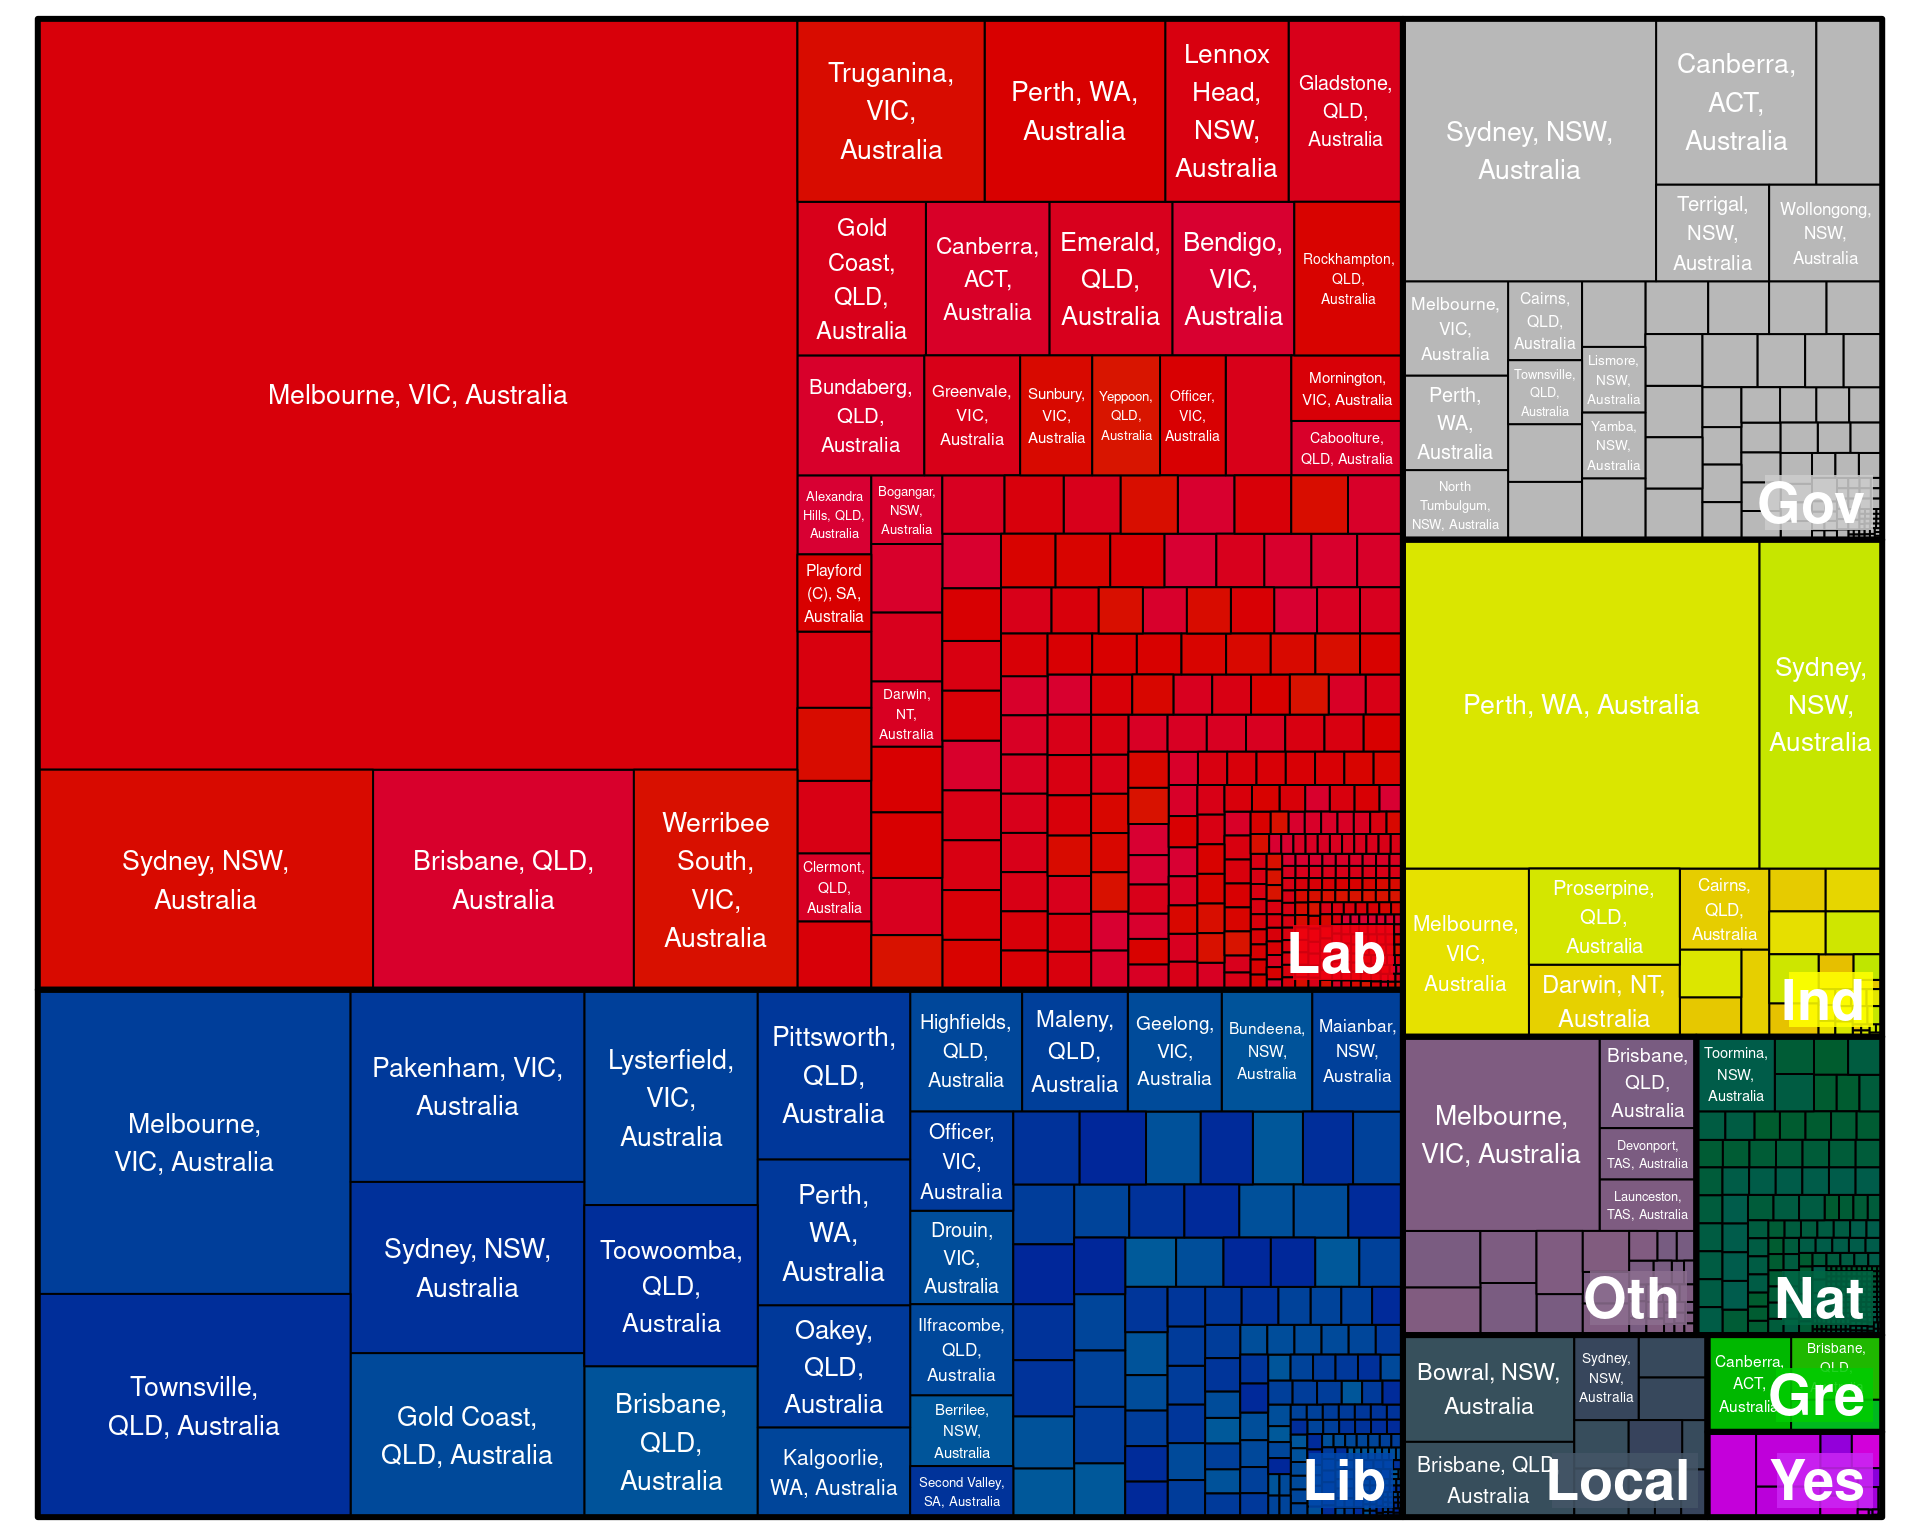 Melbourne, VIC, Australia
Sydney, NSW,
Australia
Brisbane, QLD,
Australia
Werribee
South,
VIC,
Australia
Truganina,
VIC,
Australia
Perth, WA,
Australia
Lennox
Head,
NSW,
Australia
Gladstone,
QLD,
Australia
Gold
Coast,
QLD,
Australia
Canberra,
ACT,
Australia
Emerald,
QLD,
Australia
Bendigo,
VIC,
Australia
Rockhampton,
QLD,
Australia
Bundaberg,
QLD,
Australia
Greenvale,
VIC,
Australia
Sunbury,
VIC,
Australia
Yeppoon,
QLD,
Australia
Officer,
VIC,
Australia
Mornington,
VIC, Australia
Caboolture,
QLD, Australia
Alexandra
Hills, QLD,
Australia
Bogangar,
NSW,
Australia
Playford
(C), SA,
Australia
Darwin,
NT,
Australia
Clermont,
QLD,
Australia
Lab
Melbourne,
VIC, Australia
Townsville,
QLD, Australia
Pakenham, VIC,
Australia
Sydney, NSW,
Australia
Gold Coast,
QLD, Australia
Lysterfield,
VIC,
Australia
Toowoomba,
QLD,
Australia
Brisbane,
QLD,
Australia
Pittsworth,
QLD,
Australia
Perth,
WA,
Australia
Oakey,
QLD,
Australia
Kalgoorlie,
WA, Australia
Highfields,
QLD,
Australia
Maleny,
QLD,
Australia
Geelong,
VIC,
Australia
Bundeena,
NSW,
Australia
Maianbar,
NSW,
Australia
Officer,
VIC,
Australia
Drouin,
VIC,
Australia
Ilfracombe,
QLD,
Australia
Berrilee,
NSW,
Australia
Second Valley,
SA, Australia
Lib
Sydney, NSW,
Australia
Canberra,
ACT,
Australia
Terrigal,
NSW,
Australia
Wollongong,
NSW,
Australia
Melbourne,
VIC,
Australia
Perth,
WA,
Australia
North
Tumbulgum,
NSW, Australia
Cairns,
QLD,
Australia
Townsville,
QLD,
Australia
Lismore,
NSW,
Australia
Yamba,
NSW,
Australia
Gov
Perth, WA, Australia
Sydney,
NSW,
Australia
Melbourne,
VIC,
Australia
Proserpine,
QLD,
Australia
Darwin, NT,
Australia
Cairns,
QLD,
Australia
Ind
Melbourne,
VIC, Australia
Brisbane,
QLD,
Australia
Devonport,
TAS, Australia
Launceston,
TAS, Australia
Oth
Toormina,
NSW,
Australia
Nat
Bowral, NSW,
Australia
Brisbane, QLD,
Australia
Sydney,
NSW,
Australia
Local
Canberra,
ACT,
Australia
Brisbane,
QLD,
Gre
Yes